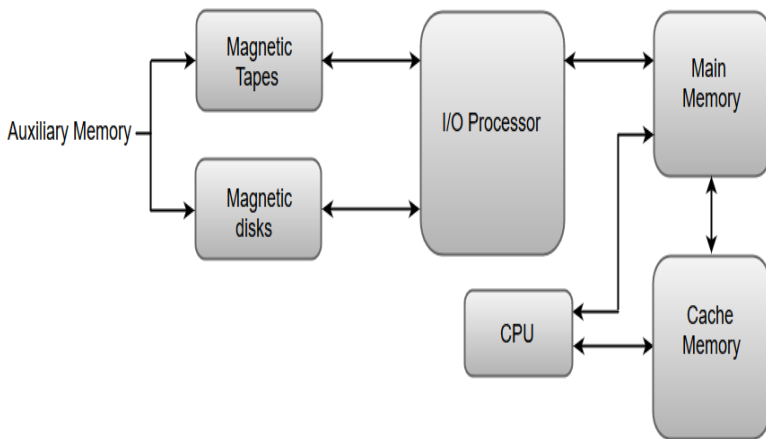 Magnetic
Tapes
Auxiliary Memory
Magnetic
disks
I/O Processor
Main
Memory
CPU
Cache
Memory